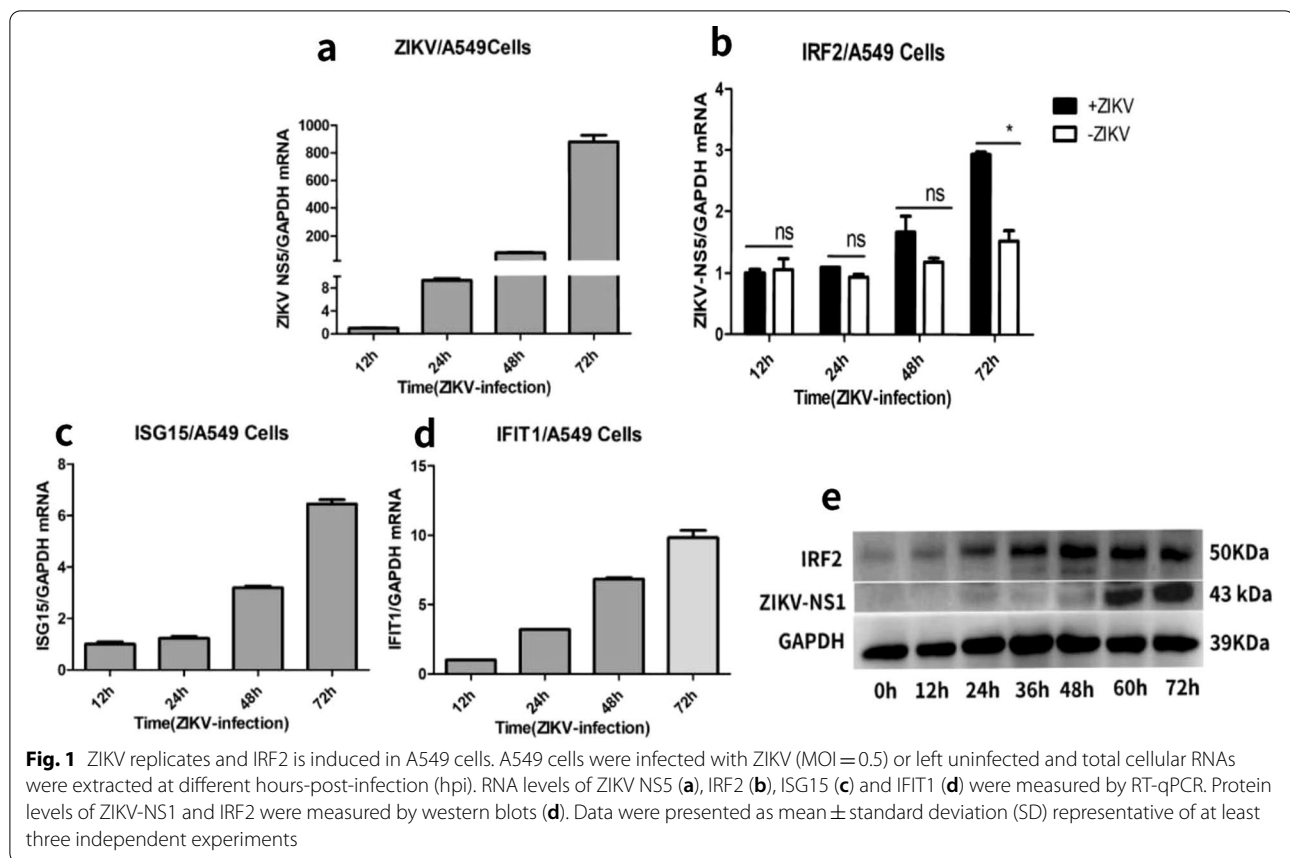 a
ZIKV/A549Cells
ZIKV NS5/GAPDH mRNA
1000
800
600
400
200
8
4
0
12h
24h
48h
72h
Time(ZIKV-infection)
b
IRF2/A549 Cells
ZIKV-NS5/GAPDH mRNA
4
3
2
1
0
ns
ns
ns
*
+ZIKV
-ZIKV
12h
24h
48h
72h
Time(ZIKV-infection)
c
ISG15/A549 Cells
ISG15/GAPDH mRNA
8
6
4
2
0
12h
24h
48h
72h
Time(ZIKV-infection)
d
IFIT1/A549 Cells
IFIT1/GAPDH mRNA
15
10
5
0
12h
24h
48h
72h
Time(ZIKV-infection)
e
IRF2 50KDa
ZIKV-NS1 43 kDa
GAPDH 39KDa
0h 12h 24h 36h 48h 60h 72h
Fig. 1 ZIKV replicates and IRF2 is induced in A549 cells. A549 cells were infected with ZIKV (MOI = 0.5) or left uninfected and total cellular RNAs
were extracted at different hours-post-infection (hpi). RNA levels of ZIKV NS5 (a), IRF2 (b), ISG15 (c) and IFIT1 (d) were measured by RT-qPCR. Protein
levels of ZIKV-NS1 and IRF2 were measured by western blots (d). Data were presented as mean ± standard deviation (SD) representative of at least
three independent experiments